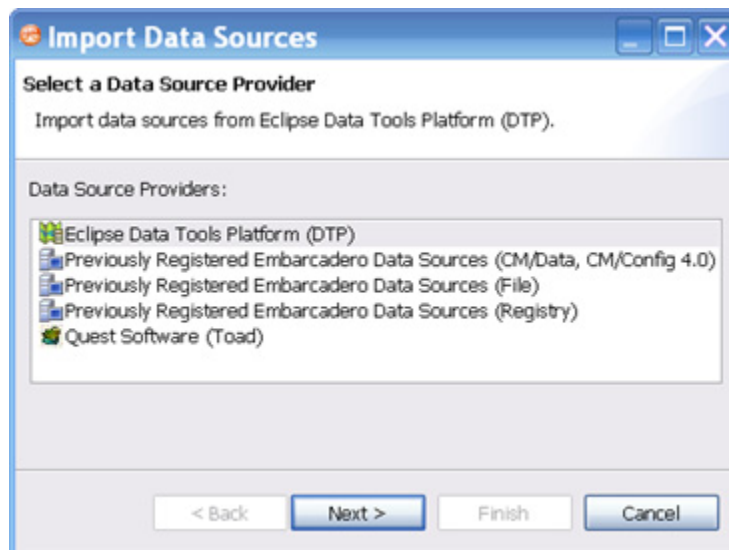 Import Data Sources
Select a Data Source Provider
Import data sources from Eclipse Data Tools Platform (DTP).
Data Source Providers:
Eclipse Data Tools Platform (DTP)
Previously Registered Embarcadero Data Sources (CM/Data, CM/Config 4.0)
Previously Registered Embarcadero Data Sources (File)
Previously Registered Embarcadero Data Sources (Registry)
Quest Software (Toad)
< Back Next > Finish Cancel